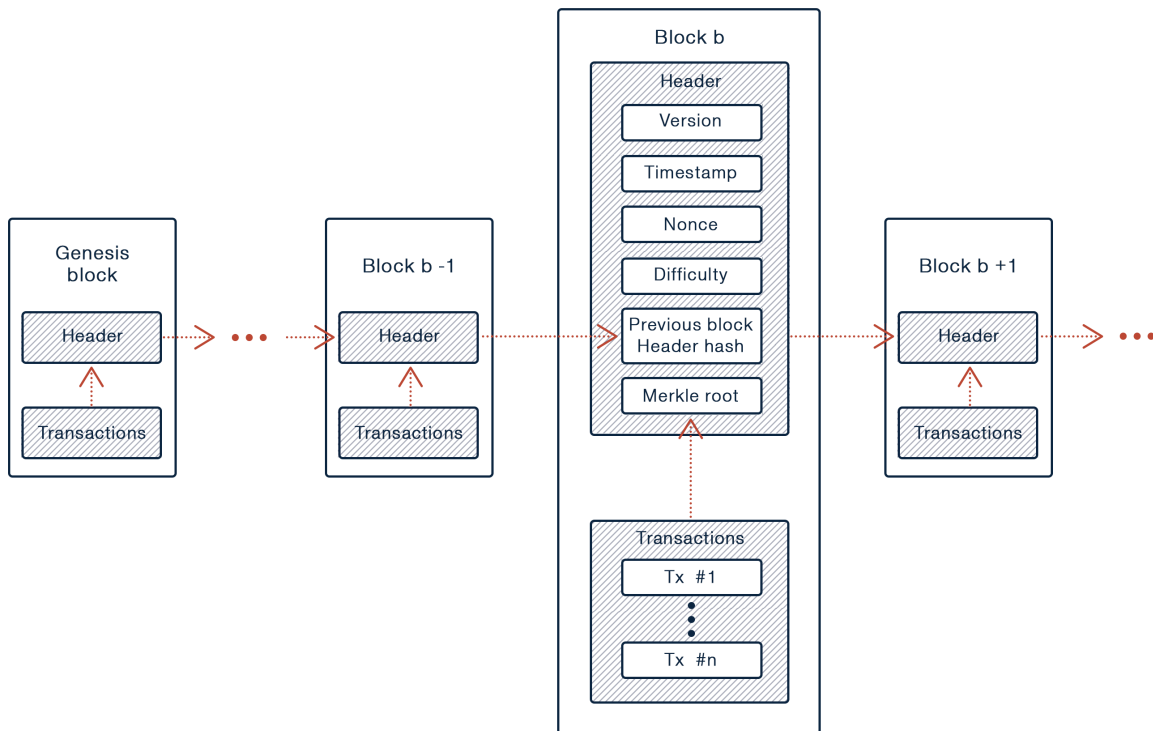 Genesis
block
Header
Transactions
Block b -1
Header
Transactions
Block b
Header
Version
Timestamp
Nonce
Difficulty
Previous block
Header hash
Merkle root
Transactions
Tx #1
Tx #n
Block b +1
Header
Transactions